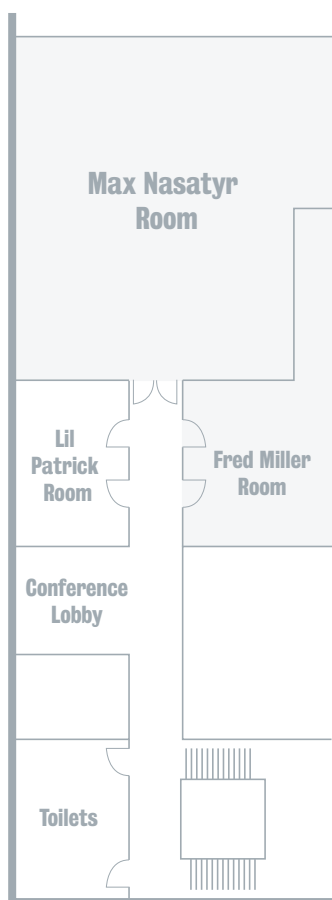 Max Nasatyr
Room
Lil
Patrick
Room
Fred Miller
Room
Conference
Lobby
Toilets